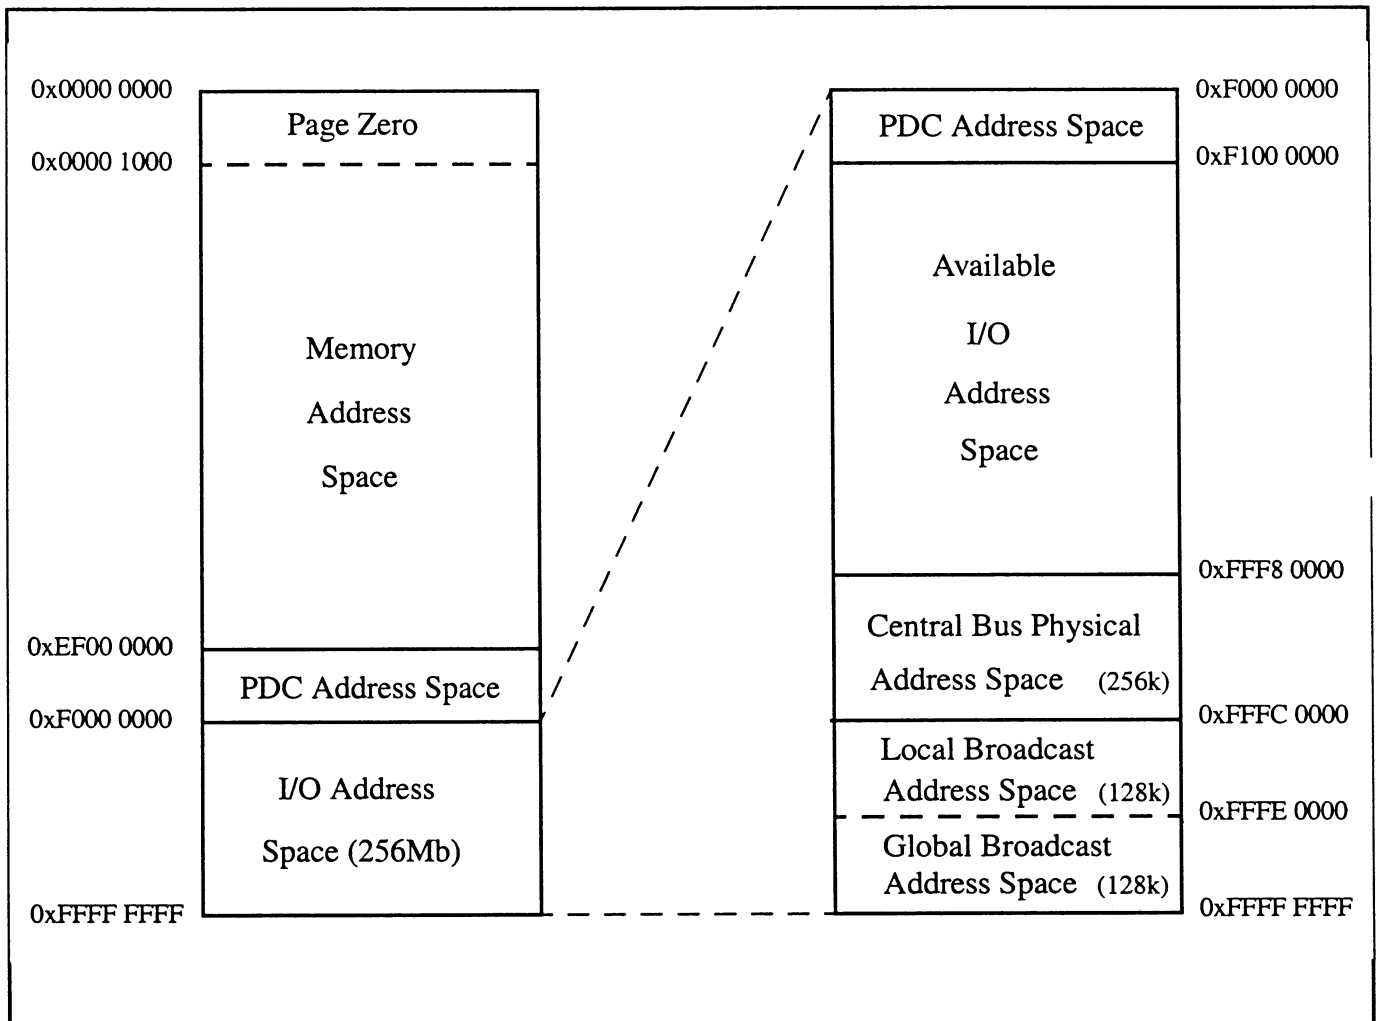 0x0000 0000
Page Zero
0x0000 1000
Memory
Address
Space
0xEF00 0000
PDC Address Space
0xF000 0000
I/O Address
Space (256Mb)
0xFFFF FFFF
0xF000 0000
PDC Address Space
0xF100 0000
Available
I/O
Address
Space
0xFFF8 0000
Central Bus Physical
Address Space (256k)
0xFFFC 0000
Local Broadcast
Address Space (128k)
0xFFFE 0000
Global Broadcast
Address Space (128k)
0xFFFF FFFF